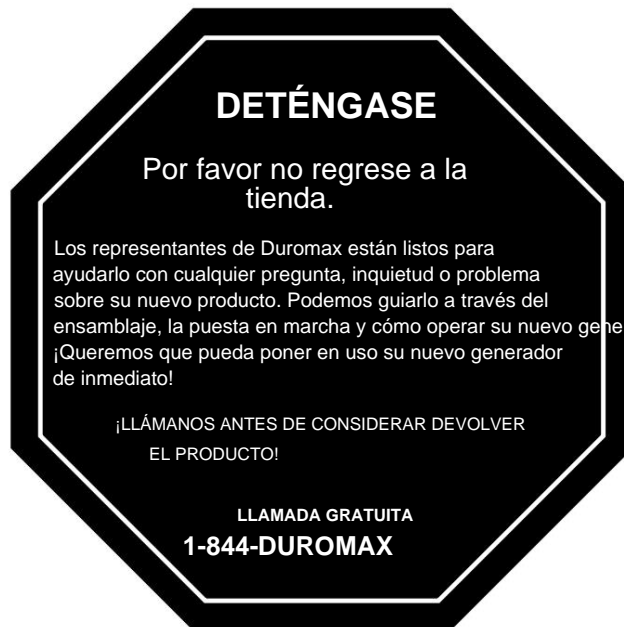 DETÉNGASE
Por favor no regrese a la
tienda.
Los representantes de Duromax están listos para
ayudarlo con cualquier pregunta, inquietud o problema
sobre su nuevo producto. Podemos guiarlo a través del
ensamblaje, la puesta en marcha y cómo operar su nuevo gene
¡Queremos que pueda poner en uso su nuevo generador
de inmediato!
¡LLÁMANOS ANTES DE CONSIDERAR DEVOLVER
EL PRODUCTO!
LLAMADA GRATUITA
1-844-DUROMAX